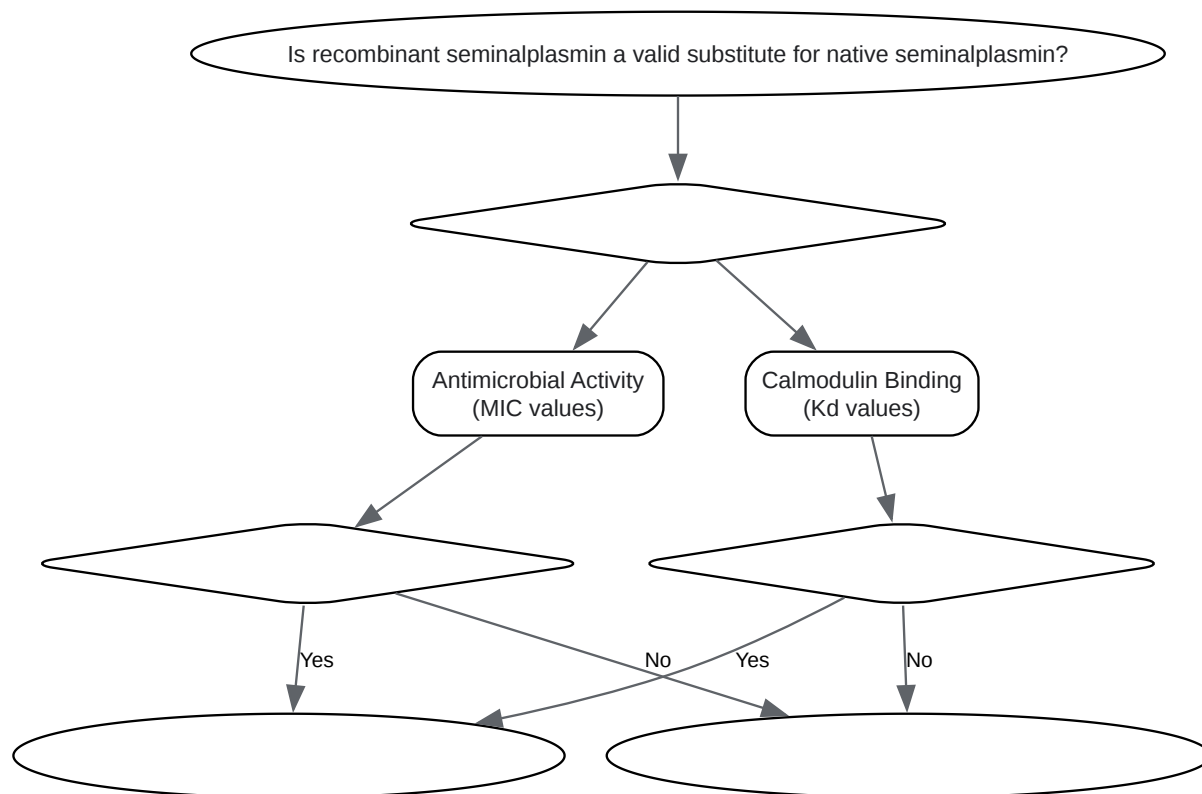 Is recombinant seminalplasmin a valid substitute for native seminalplasmin?
Antimicrobial Activity
(MIC values)
Calmodulin Binding
(Kd values)
Yes
No
Yes
No